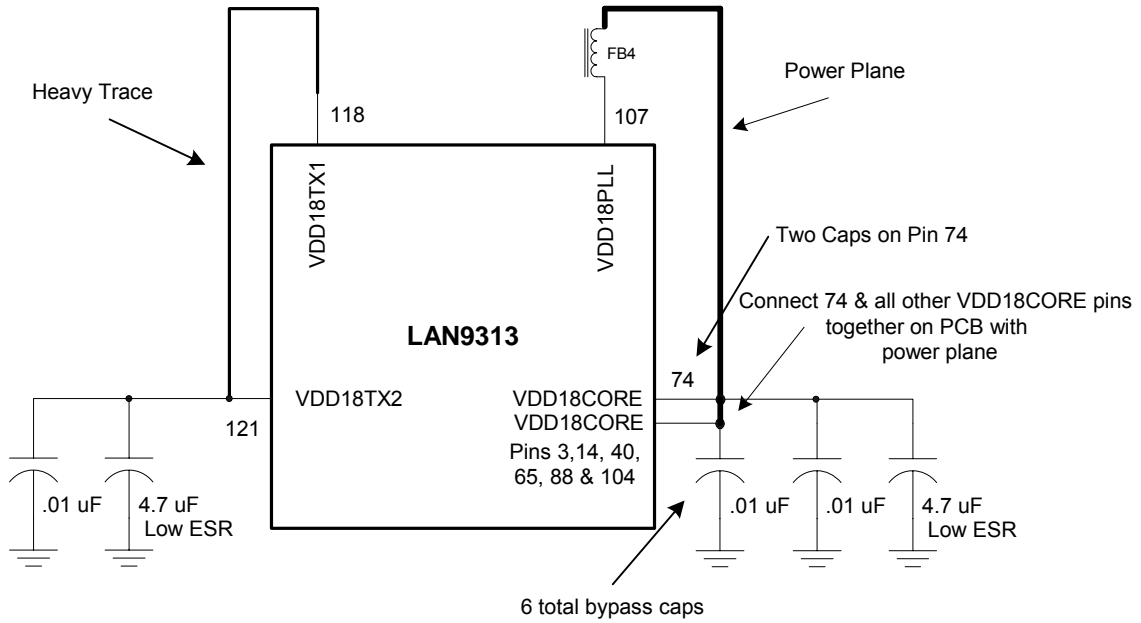 FB4
Power Plane
Heavy Trace
118
107
VDD18TX1
VDD18PLL
Two Caps on Pin 74
Connect 74 & all other VDD18CORE pins
together on PCB with
power plane
LAN9313
74
VDD18TX2
VDD18CORE
VDD18CORE
121
Pins 3,14, 40,
65, 88 & 104
.01 uF
4.7 uF
Low ESR
.01 uF
.01 uF
4.7 uF
Low ESR
6 total bypass caps